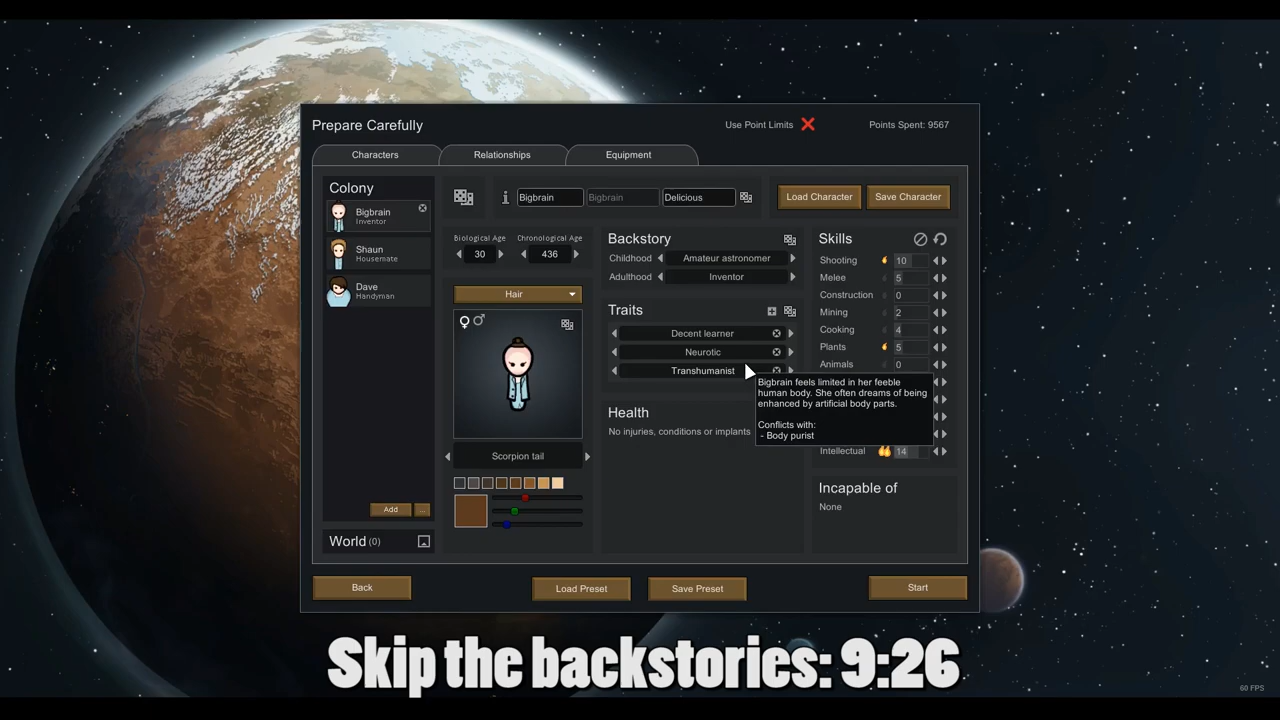 Prepare Carefully
Use Point Limits
Points Spent: 9567
Characters
Relationships
Equipment
Colony
Bigbrain
Inventor
Shaun
Housemate
Dave
Handyman
Add
...
World (0)
Bigbrain
Bigbrain
Delicious
Load Character
Save Character
Biological Age
Chronological Age
30
436
Hair
Scorpion tail
Backstory
Childhood
Amateur astronomer
Adulthood
Inventor
Traits
Decent learner
Neurotic
Transhumanist
Health
No injuries, conditions or implants
Bigbrain feels limited in her feeble
human body. She often dreams of being
enhanced by artificial body parts.
Conflicts with:
- Body purist
Skills
Shooting 10
Melee 5
Construction 0
Mining 2
Cooking 4
Plants 5
Animals 0
Intellectual 14
Incapable of
None
Back
Load Preset
Save Preset
Start
Skip the backstories: 9:26
60 FPS